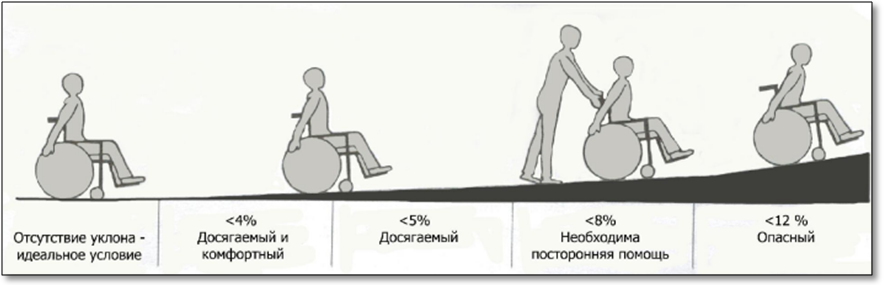 Отсутствие уклона -
идеальное условие
<4%
Досягаемый и
комфортный
<5%
Досягаемый
<8%
Необходима
посторонняя помощь
<12 %
Опасный